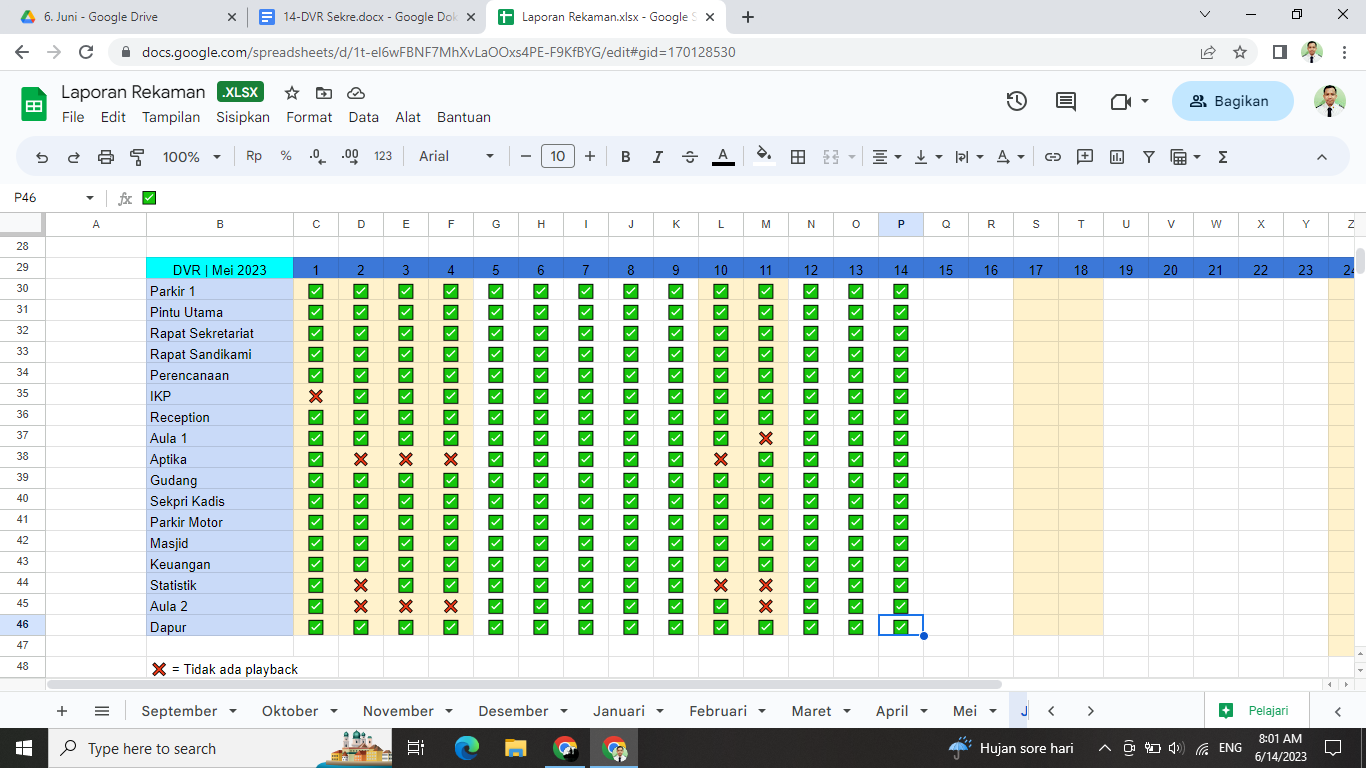 6. Juni - Google Drive
14-DVR Sekre.docx - Google Dok
Laporan Rekaman.xlsx - Google S
docs.google.com/spreadsheets/d/1t-eI6wFBNF7MhXvLaOOxs4PE-F9KfBYG/edit#gid=170128530
Laporan Rekaman .XLSX
File Edit Tampilan Sisipkan Format Data Alat Bantuan
Bagikan
100% Rp % .0 .00 123 Arial 10 B I S A
P46 fx ✅
A B C D E F G H I J K L M N O P Q R S T U V W X Y Z
28
29 DVR | Mei 2023 1 2 3 4 5 6 7 8 9 10 11 12 13 14 15 16 17 18 19 20 21 22 23 24
30 Parkir 1 ✅ ✅ ✅ ✅ ✅ ✅ ✅ ✅ ✅ ✅ ✅ ✅ ✅ ✅
31 Pintu Utama ✅ ✅ ✅ ✅ ✅ ✅ ✅ ✅ ✅ ✅ ✅ ✅ ✅ ✅
32 Rapat Sekretariat ✅ ✅ ✅ ✅ ✅ ✅ ✅ ✅ ✅ ✅ ✅ ✅ ✅ ✅
33 Rapat Sandikami ✅ ✅ ✅ ✅ ✅ ✅ ✅ ✅ ✅ ✅ ✅ ✅ ✅ ✅
34 Perencanaan ✅ ✅ ✅ ✅ ✅ ✅ ✅ ✅ ✅ ✅ ✅ ✅ ✅ ✅
35 IKP ❌ ✅ ✅ ✅ ✅ ✅ ✅ ✅ ✅ ✅ ✅ ✅ ✅ ✅
36 Reception ✅ ✅ ✅ ✅ ✅ ✅ ✅ ✅ ✅ ✅ ✅ ✅ ✅ ✅
37 Aula 1 ✅ ✅ ✅ ✅ ✅ ✅ ✅ ✅ ✅ ✅ ❌ ✅ ✅ ✅
38 Aptika ✅ ❌ ❌ ❌ ✅ ✅ ✅ ✅ ✅ ❌ ✅ ✅ ✅ ✅
39 Gudang ✅ ✅ ✅ ✅ ✅ ✅ ✅ ✅ ✅ ✅ ✅ ✅ ✅ ✅
40 Sekpri Kadis ✅ ✅ ✅ ✅ ✅ ✅ ✅ ✅ ✅ ✅ ✅ ✅ ✅ ✅
41 Parkir Motor ✅ ✅ ✅ ✅ ✅ ✅ ✅ ✅ ✅ ✅ ✅ ✅ ✅ ✅
42 Masjid ✅ ✅ ✅ ✅ ✅ ✅ ✅ ✅ ✅ ✅ ✅ ✅ ✅ ✅
43 Keuangan ✅ ✅ ✅ ✅ ✅ ✅ ✅ ✅ ✅ ✅ ✅ ✅ ✅ ✅
44 Statistik ✅ ❌ ✅ ✅ ✅ ✅ ✅ ✅ ✅ ❌ ❌ ✅ ✅ ✅
45 Aula 2 ✅ ❌ ❌ ❌ ✅ ✅ ✅ ✅ ✅ ✅ ❌ ✅ ✅ ✅
46 Dapur ✅ ✅ ✅ ✅ ✅ ✅ ✅ ✅ ✅ ✅ ✅ ✅ ✅ ✅
47
48 ❌ = Tidak ada playback
September Oktober November Desember Januari Februari Maret April Mei J
Pelajari
Type here to search
Hujan sore hari
ENG
8:01 AM
6/14/2023